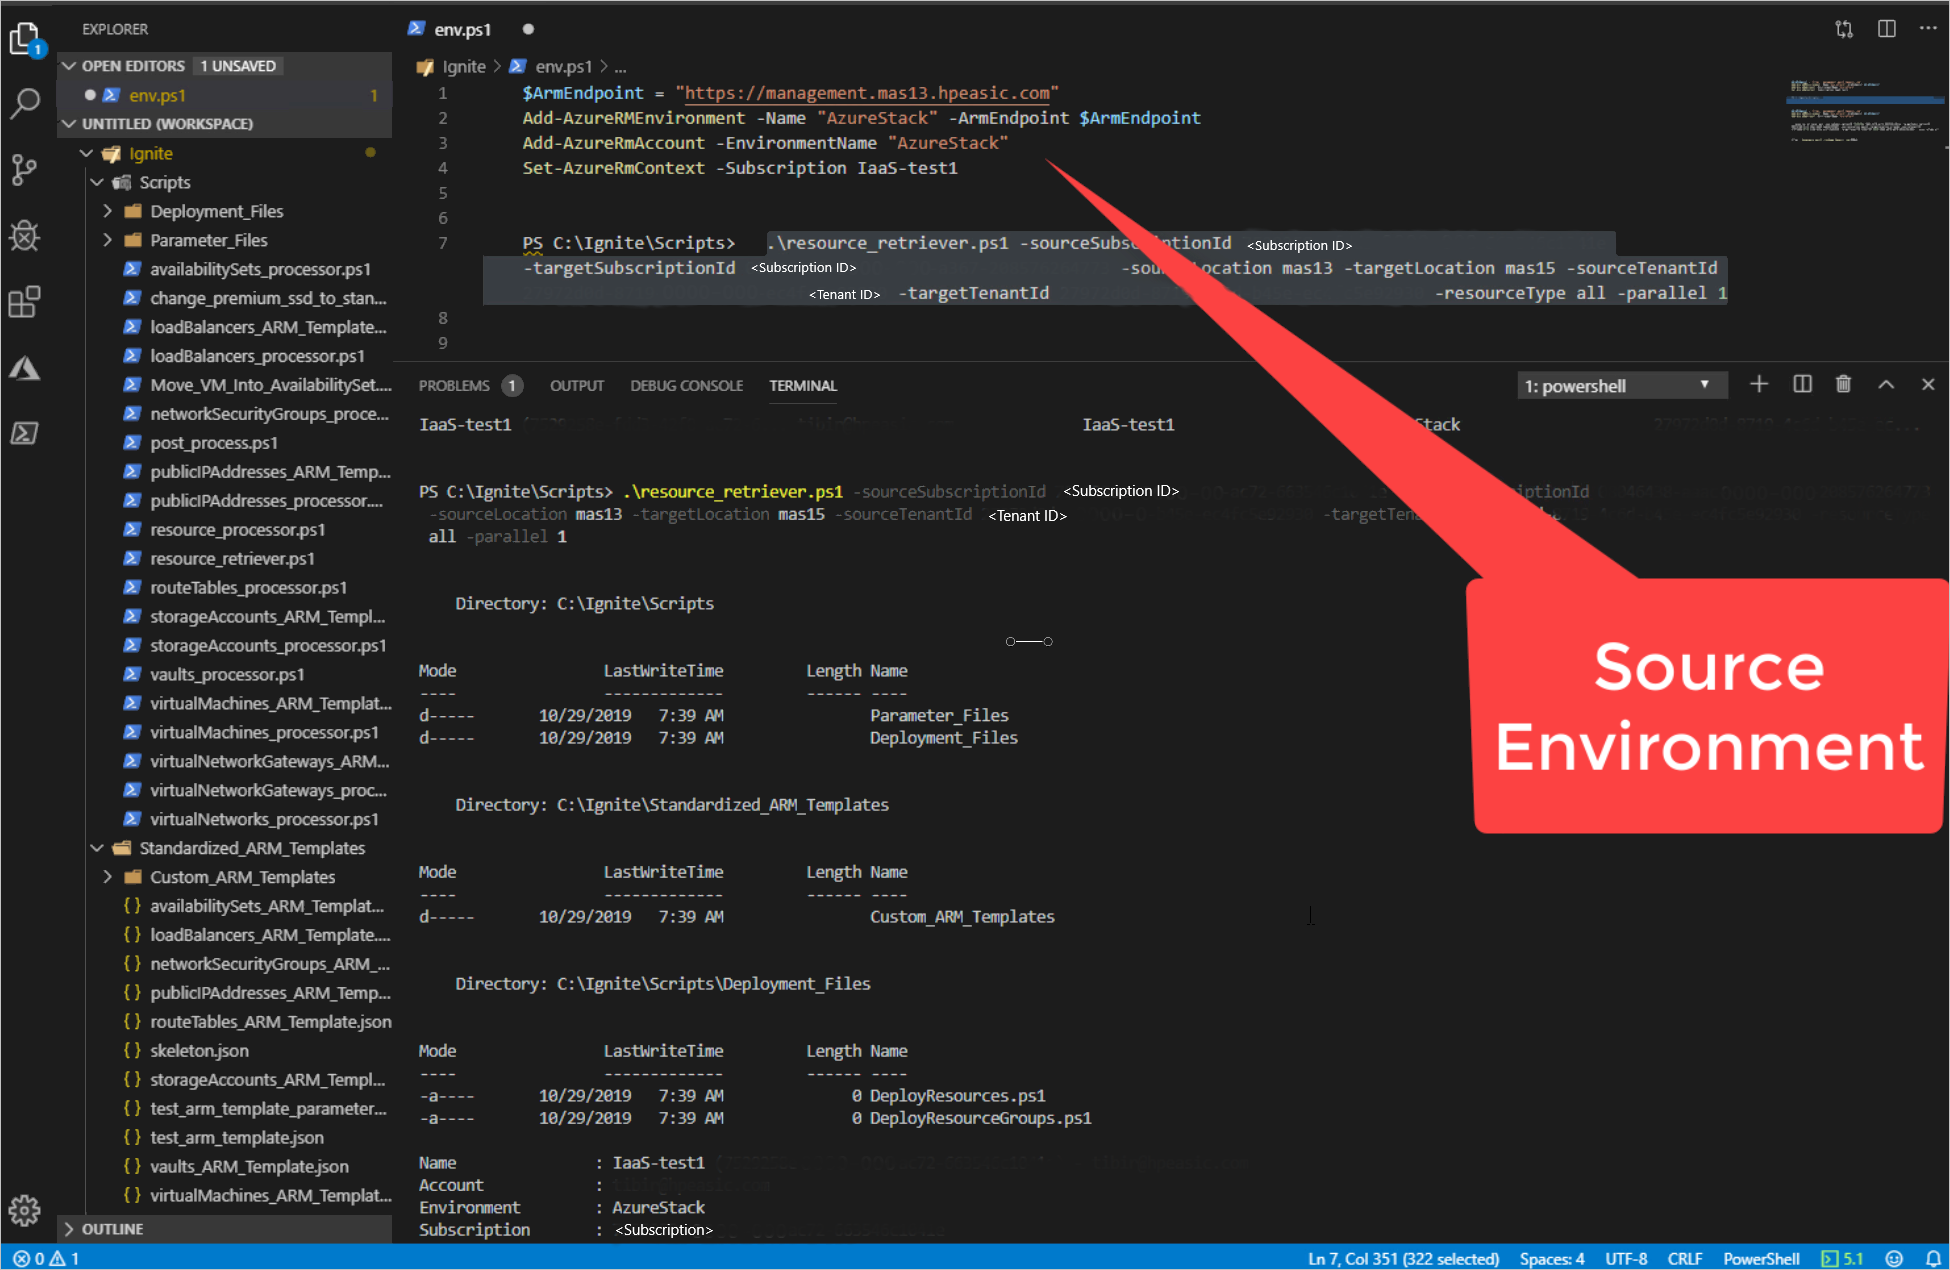 EXPLORER
OPEN EDITORS 1 UNSAVED
env.ps1 1
UNTITLED (WORKSPACE)
Ignite
Scripts
Deployment_Files
Parameter_Files
availabilitySets_processor.ps1
change_premium_ssd_to_stan...
loadBalancers_ARM_Template...
loadBalancers_processor.ps1
Move_VM_Into_AvailabilitySet....
networkSecurityGroups_proce...
post_process.ps1
publicIPAddresses_ARM_Temp...
publicIPAddresses_processor....
resource_processor.ps1
resource_retriever.ps1
routeTables_processor.ps1
storageAccounts_ARM_Templ...
storageAccounts_processor.ps1
vaults_processor.ps1
virtualMachines_ARM_Templat...
virtualMachines_processor.ps1
virtualNetworkGateways_ARM...
virtualNetworkGateways_proc...
virtualNetworks_processor.ps1
Standardized_ARM_Templates
Custom_ARM_Templates
availabilitySets_ARM_Templat...
loadBalancers_ARM_Template....
networkSecurityGroups_ARM_...
publicIPAddresses_ARM_Temp...
routeTables_ARM_Template.json
skeleton.json
storageAccounts_ARM_Templ...
test_arm_template_parameter...
test_arm_template.json
vaults_ARM_Template.json
virtualMachines_ARM_Templat...
OUTLINE
env.ps1
Ignite > env.ps1 > ...
1 $ArmEndpoint = "https://management.mas13.hpeasic.com"
2 Add-AzureRMEnvironment -Name "AzureStack" -ArmEndpoint $ArmEndpoint
3 Add-AzureRmAccount -EnvironmentName "AzureStack"
4 Set-AzureRmContext -Subscription IaaS-test1
5
6
7 PS C:\Ignite\Scripts> .\resource_retriever.ps1 -sourceSubscriptionId <Subscription ID>
-targetSubscriptionId <Subscription ID> -sourceLocation mas13 -targetLocation mas15 -sourceTenantId
<Tenant ID> -targetTenantId -resourceType all -parallel 1
8
9
PROBLEMS 1 OUTPUT DEBUG CONSOLE TERMINAL 1: powershell
IaaS-test1 IaaS-test1 Stack
PS C:\Ignite\Scripts> .\resource_retriever.ps1 -sourceSubscriptionId <Subscription ID> iptionId
-sourceLocation mas13 -targetLocation mas15 -sourceTenantId <Tenant ID> -targetTen
all -parallel 1
Directory: C:\Ignite\Scripts
Mode LastWriteTime Length Name
---- ------------- ------ ----
d----- 10/29/2019 7:39 AM Parameter_Files
d----- 10/29/2019 7:39 AM Deployment_Files
Directory: C:\Ignite\Standardized_ARM_Templates
Mode LastWriteTime Length Name
---- ------------- ------ ----
d----- 10/29/2019 7:39 AM Custom_ARM_Templates
Directory: C:\Ignite\Scripts\Deployment_Files
Mode LastWriteTime Length Name
---- ------------- ------ ----
-a---- 10/29/2019 7:39 AM 0 DeployResources.ps1
-a---- 10/29/2019 7:39 AM 0 DeployResourceGroups.ps1
Name : IaaS-test1
Account :
Environment : AzureStack
Subscription : <Subscription>
Source
Environment
0 1 Ln 7, Col 351 (322 selected) Spaces: 4 UTF-8 CRLF PowerShell 5.1